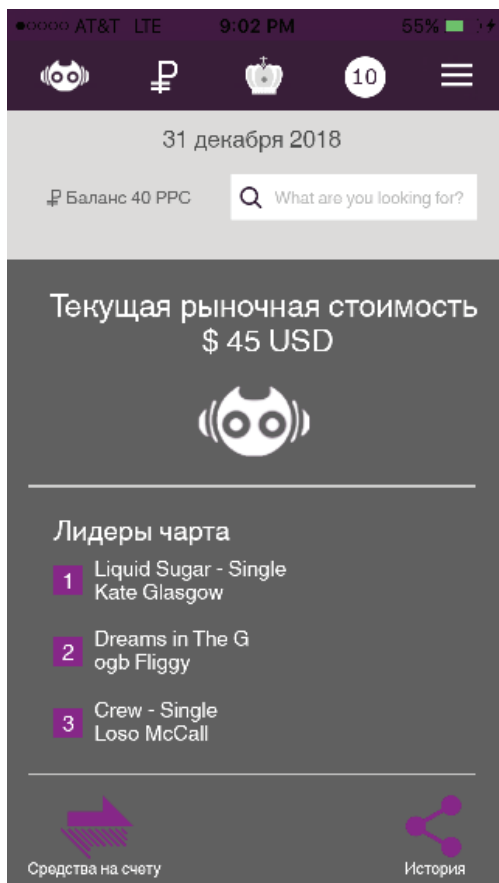 ●oooo AT&T LTE 9:02 PM 55%
10
31 декабря 2018
₽ Баланс 40 PPC What are you looking for?
Текущая рыночная стоимость
$ 45 USD
Лидеры чарта
1 Liquid Sugar - Single
Kate Glasgow
2 Dreams in The G
ogb Fliggy
3 Crew - Single
Loso McCall
Средства на счету История